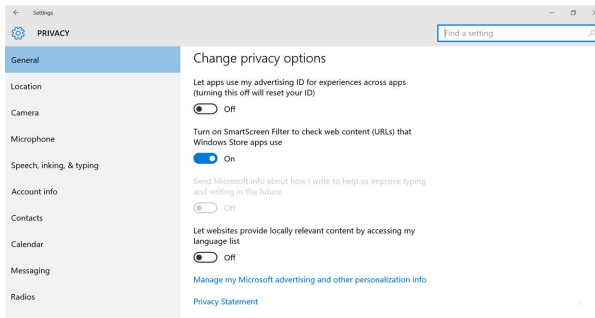 Settings
PRIVACY
Find a setting
General
Location
Camera
Microphone
Speech, inking, & typing
Account info
Contacts
Calendar
Messaging
Radios
Change privacy options
Let apps use my advertising ID for experiences across apps
(turning this off will reset your ID)
Off
Turn on SmartScreen Filter to check web content (URLs) that
Windows Store apps use
On
Send Microsoft info about how I write to help us improve typing
and writing in the future
Off
Let websites provide locally relevant content by accessing my
language list
Off
Manage my Microsoft advertising and other personalization info
Privacy Statement